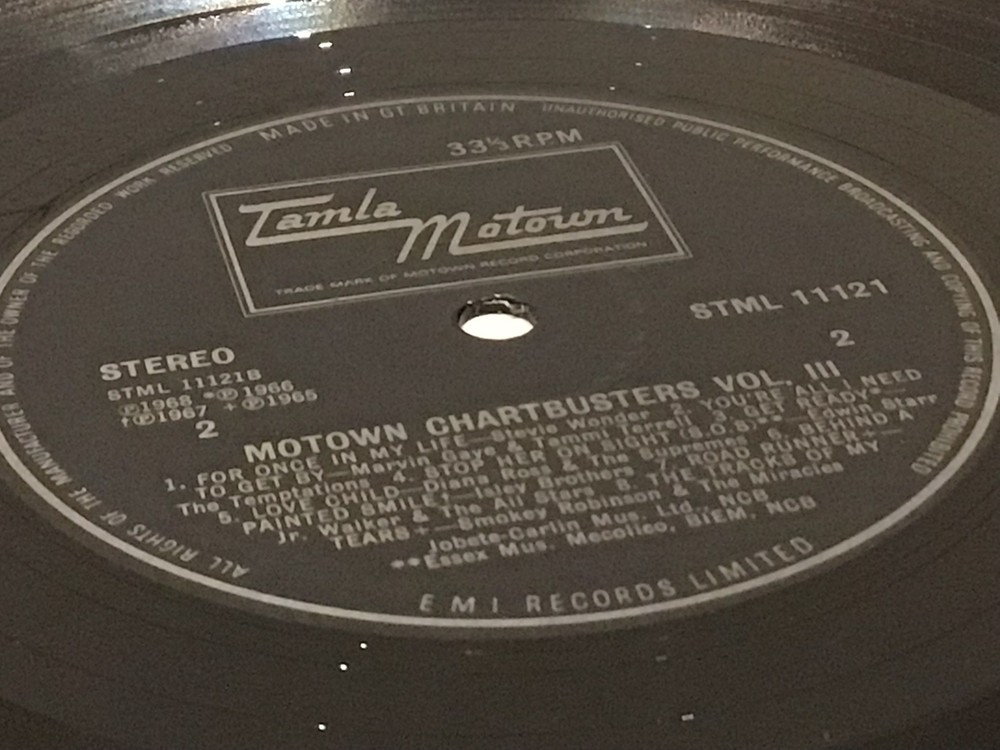 MADE IN GT BRITAIN
UNAUTHORISED PUBLIC PERFORMANCE BROADCASTING AND COPYING OF THIS RECORD PROHIBITED
ALL RIGHTS OF THE MANUFACTURER AND OF THE OWNER OF THE RECORDED WORK RESERVED
33⅓ RPM
Tamla
Motown
TRADE MARK OF MOTOWN RECORD CORPORATION
STML 11121
2
STEREO
STML 11121B
Ⓟ1968 *Ⓟ1966
fⓅ1967 +Ⓟ1965
2
MOTOWN CHARTBUSTERS VOL. III
1. FOR ONCE IN MY LIFE—Stevie Wonder 2. YOU'RE ALL I NEED
TO GET BY—Marvin Gaye & Tammi Terrell 3. GET READY*—
The Temptations 4. STOP HER ON SIGHT (S.O.S)*—Edwin Starr
5. LOVE CHILD—Diana Ross & The Supremes 6. BEHIND A
PAINTED SMILE—Isley Brothers 7. ROAD RUNNER—
Jr. Walker & The All Stars 8. THE TRACKS OF MY
TEARS+—Smokey Robinson & The Miracles
Jobete-Carlin Mus. Ltd., NCB
**Essex Mus. Mecolico, BIEM, NCB
EMI RECORDS LIMITED